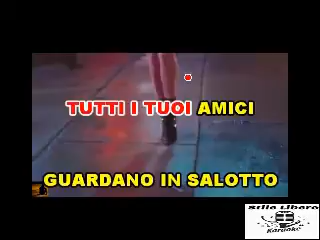 TUTTI I TUOI AMICI
GUARDANO IN SALOTTO
Stile Libero
Karaoke